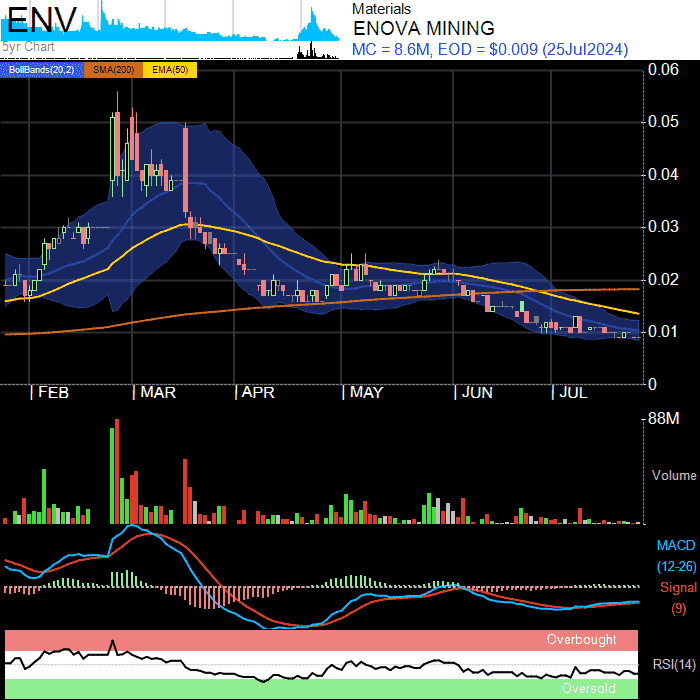 ENV
5yr Chart
Materials
ENOVA MINING
MC = 8.6M, EOD = $0.009 (25Jul2024)
BollBands(20,2) SMA(200) EMA(50)
0.06
0.05
0.04
0.03
0.02
0.01
0
FEB MAR APR MAY JUN JUL
88M
Volume
MACD
(12-26)
Signal
(9)
Overbought
RSI(14)
Oversold